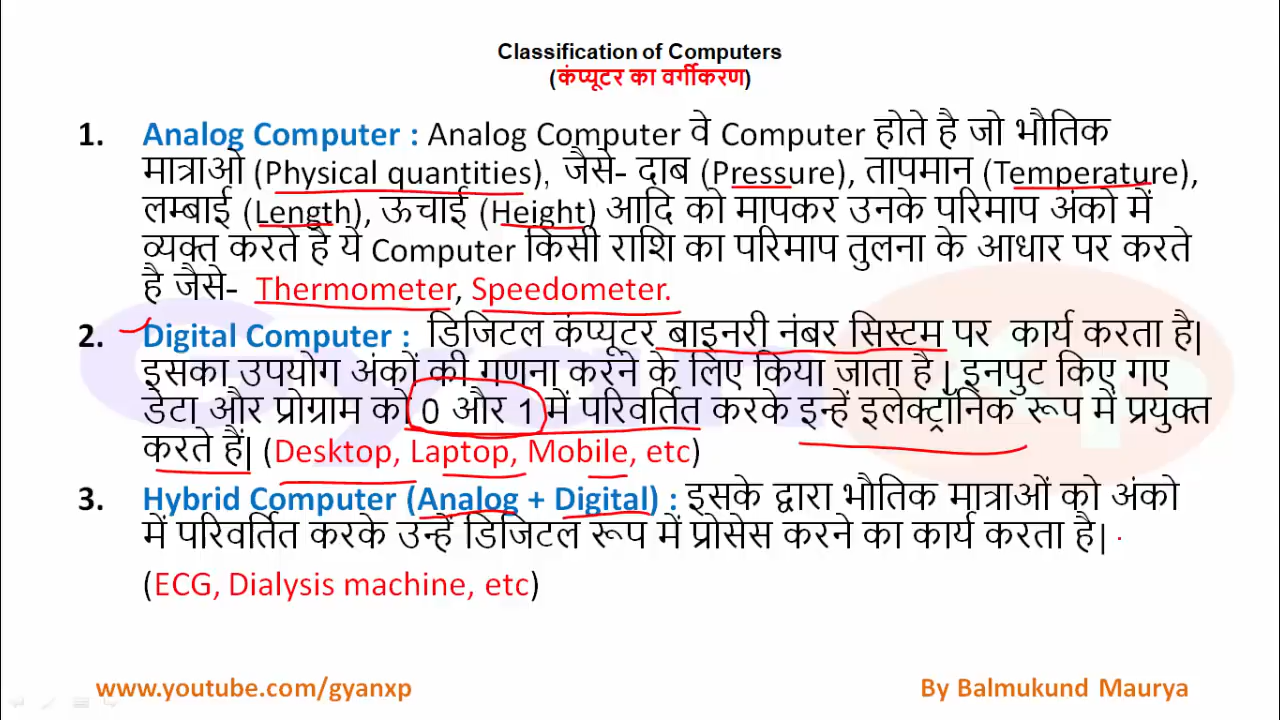 Classification of Computers
(कंप्यूटर का वर्गीकरण)
1. Analog Computer : Analog Computer वे Computer होते है जो भौतिक
मात्राओ (Physical quantities), जैसे- दाब (Pressure), तापमान (Temperature),
लम्बाई (Length), ऊचाई (Height) आदि को मापकर उनके परिमाप अंको में
व्यक्त करते है ये Computer किसी राशि का परिमाप तुलना के आधार पर करते
है जैसे- Thermometer, Speedometer.
2. Digital Computer : डिजिटल कंप्यूटर बाइनरी नंबर सिस्टम पर कार्य करता है|
इसका उपयोग अंकों की गणना करने के लिए किया जाता है | इनपुट किए गए
डेटा और प्रोग्राम को 0 और 1 में परिवर्तित करके इन्हें इलेक्ट्रॉनिक रूप में प्रयुक्त
करते हैं| (Desktop, Laptop, Mobile, etc)
3. Hybrid Computer (Analog + Digital) : इसके द्वारा भौतिक मात्राओं को अंको
में परिवर्तित करके उन्हें डिजिटल रूप में प्रोसेस करने का कार्य करता है|
(ECG, Dialysis machine, etc)
www.youtube.com/gyanxp
By Balmukund Maurya
Gyan xp